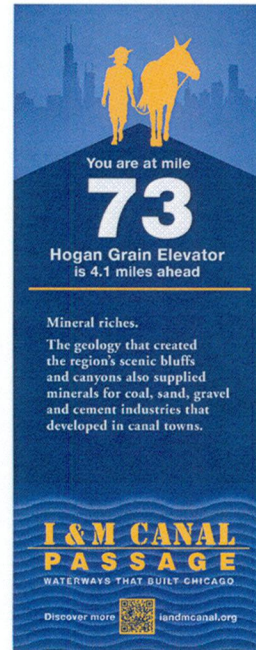 You are at mile
73
Hogan Grain Elevator
is 4.1 miles ahead
Mineral riches.
The geology that created
the region's scenic bluffs
and canyons also supplied
minerals for coal, sand, gravel
and cement industries that
developed in canal towns.
I & M CANAL
PASSAGE
WATERWAYS THAT BUILT CHICAGO
Discover more iandmcanal.org